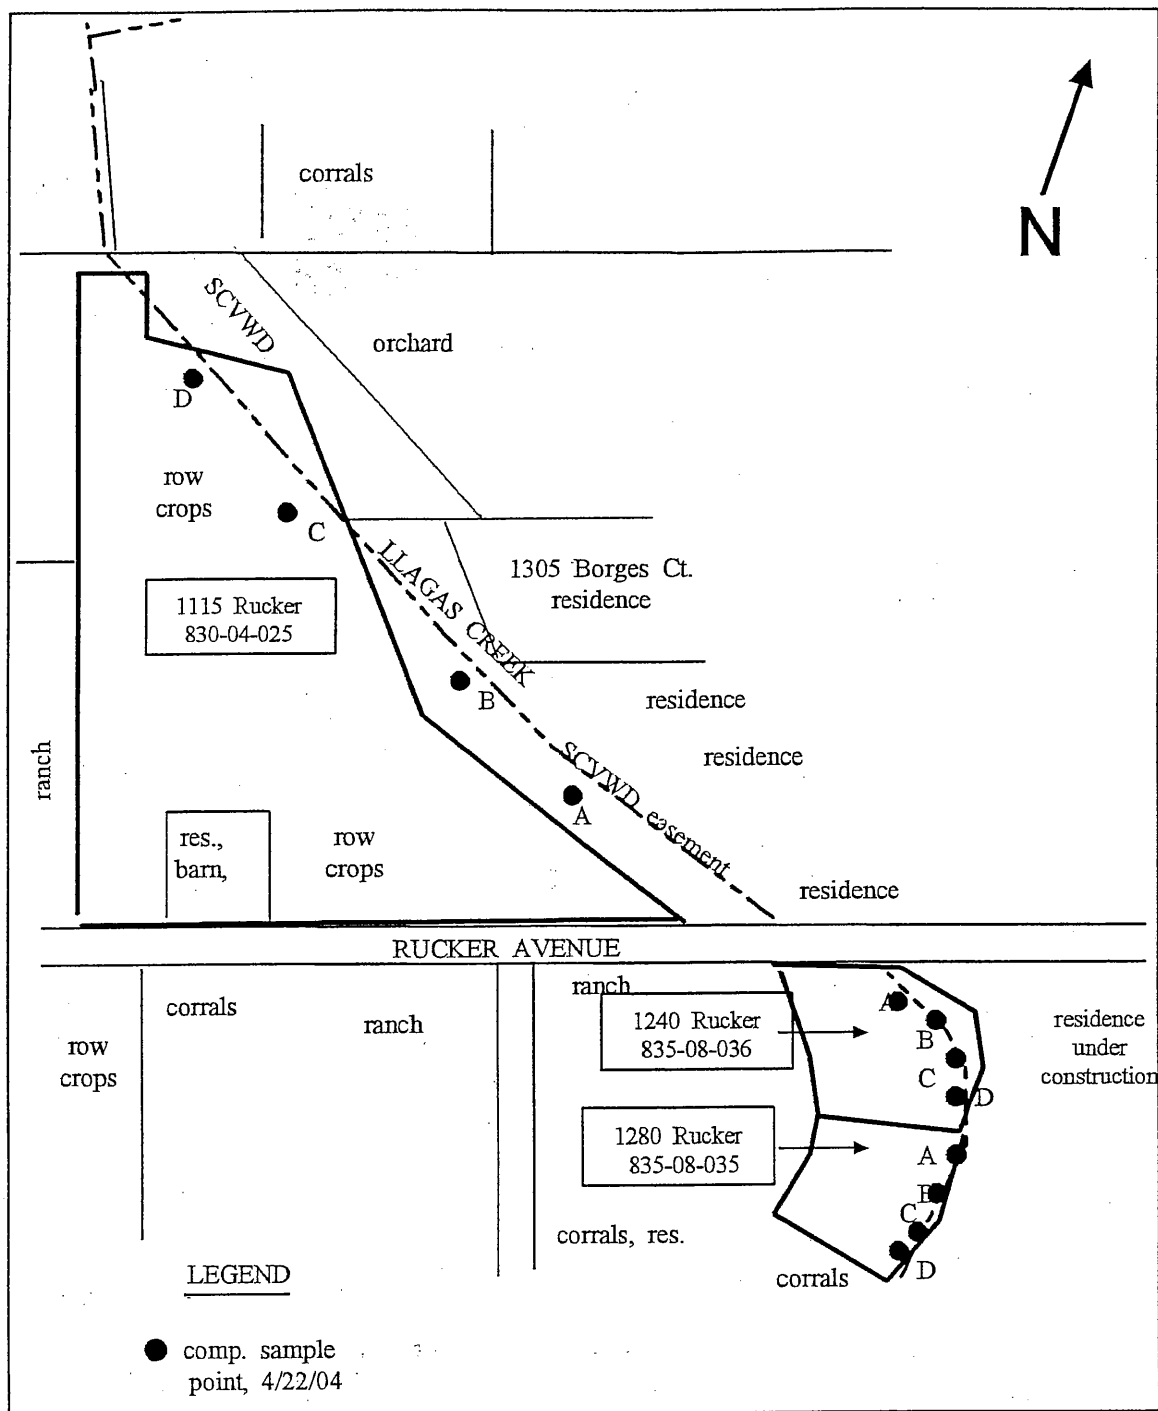 corrals
N
SCVWD
orchard
D
row
crops
C
1305 Borges Ct.
residence
LLAGAS CREEK
1115 Rucker
830-04-025
B
residence
residence
ranch
SCVWD easement
A
res.,
barn,
row
crops
residence
RUCKER AVENUE
corrals
ranch
ranch
row
crops
1240 Rucker
835-08-036
A
B
C
D
residence
under
construction
1280 Rucker
835-08-035
A
B
C
D
corrals, res.
corrals
LEGEND
comp. sample
point, 4/22/04